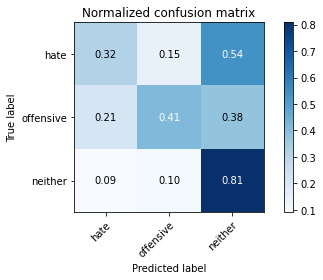 Normalized confusion matrix
True label
hate
0.32 0.15 0.54
offensive
0.21 0.41 0.38
neither
0.09 0.10 0.81
hate offensive neither
Predicted label
0.8
0.7
0.6
0.5
0.4
0.3
0.2
0.1